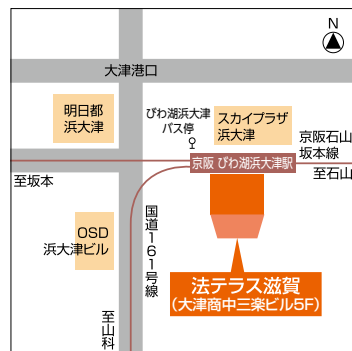 N
大津港口
明日都
浜大津
びわ湖浜大津
バス停
スカイプラザ
浜大津
京阪石山
坂本線
京阪 びわ湖浜大津駅
至坂本
至石山
OSD
浜大津ビル
国道161号線
至山科
法テラス滋賀
(大津商中三楽ビル5F)